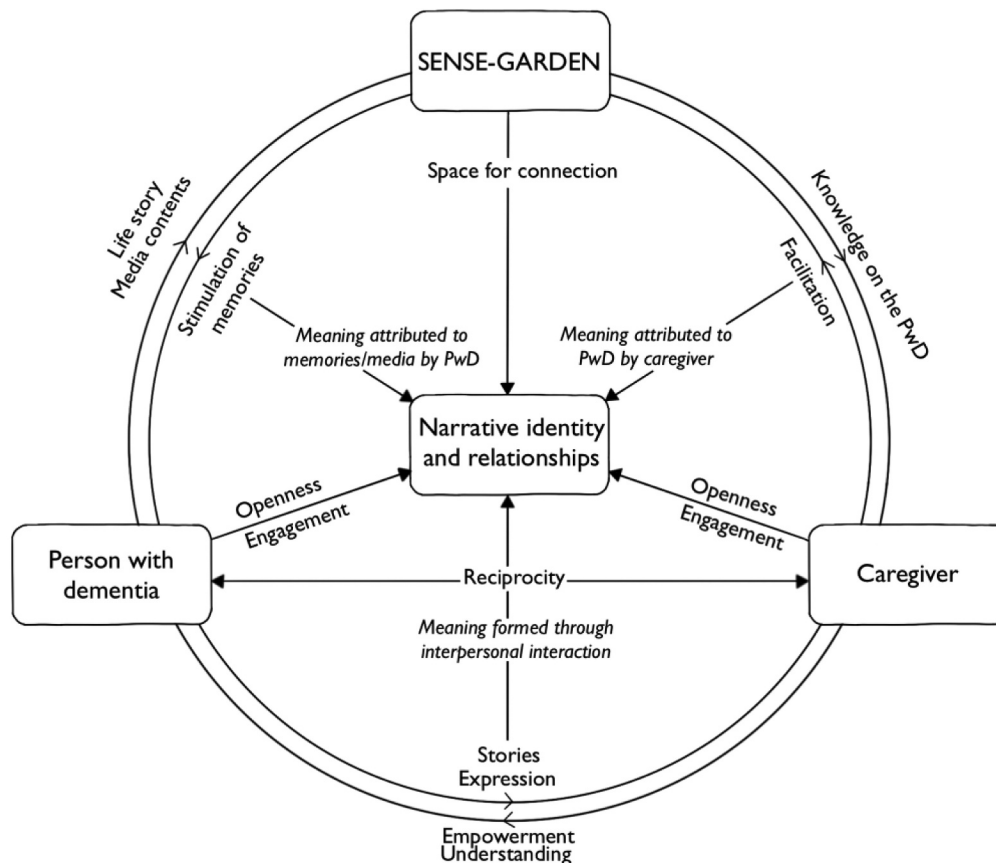 SENSE-GARDEN
Space for connection
Life story
Media contents
Stimulation of
memories
Knowledge on the PwD
Facilitation
Meaning attributed to
memories/media by PwD
Meaning attributed to
PwD by caregiver
Narrative identity
and relationships
Openness
Engagement
Openness
Engagement
Person with
dementia
Reciprocity
Caregiver
Meaning formed through
interpersonal interaction
Stories
Expression
Empowerment
Understanding